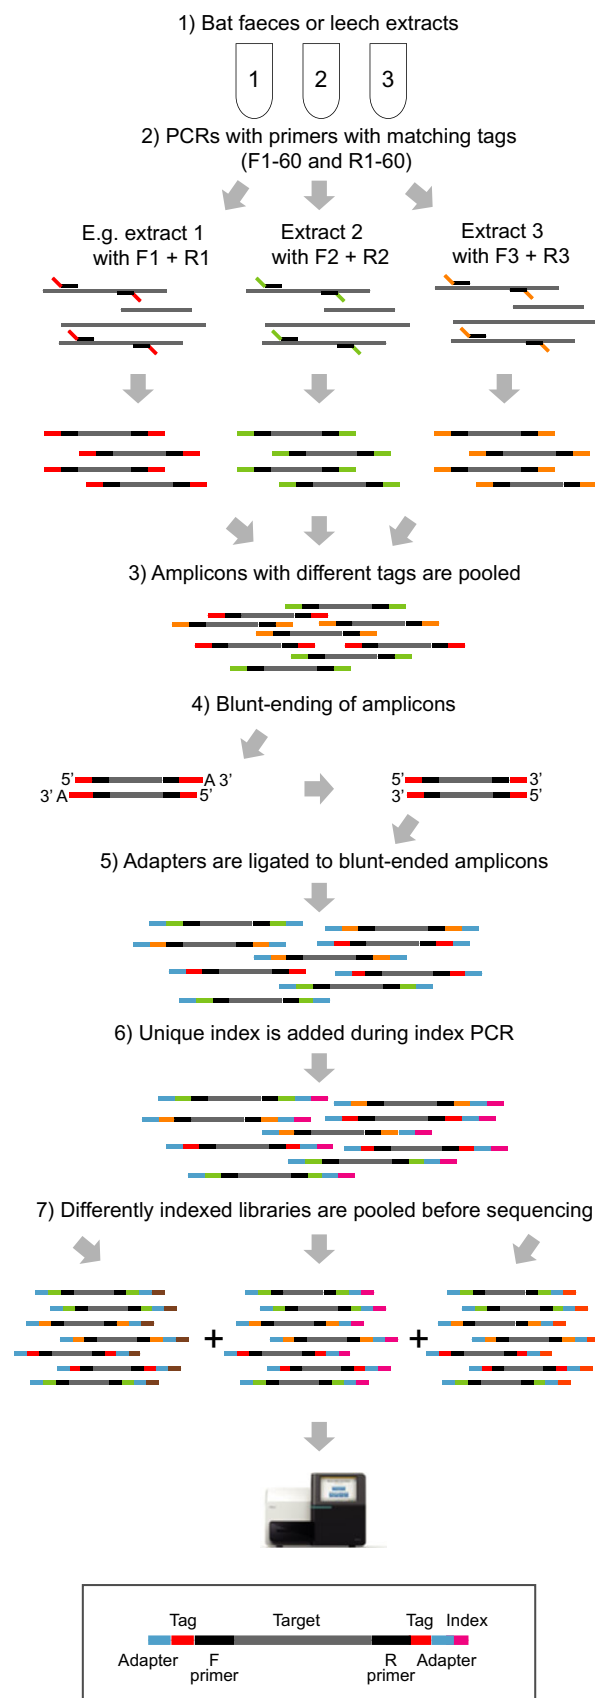 1) Bat faeces or leech extracts
1 2 3
2) PCRs with primers with matching tags
(F1-60 and R1-60)
E.g. extract 1
with F1 + R1
Extract 2
with F2 + R2
Extract 3
with F3 + R3
3) Amplicons with different tags are pooled
4) Blunt-ending of amplicons
5' A 3'
3' A 5'
5' 3'
3' 5'
5) Adapters are ligated to blunt-ended amplicons
6) Unique index is added during index PCR
7) Differently indexed libraries are pooled before sequencing
+ +
Tag Target Tag Index
Adapter F primer R primer Adapter